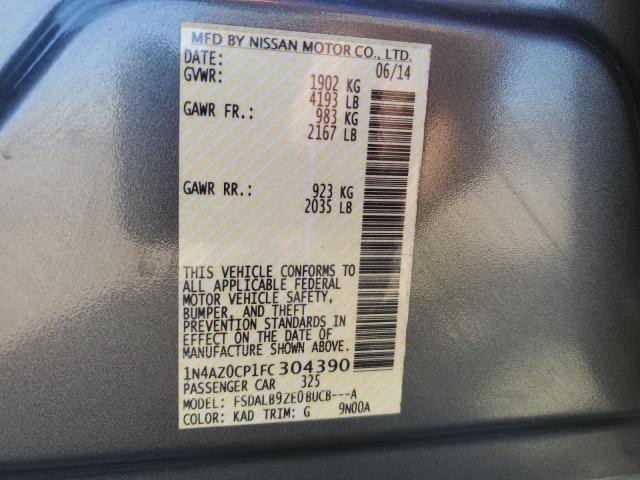 MFD BY NISSAN MOTOR CO., LTD.
DATE: 06/14
GVWR: 1902 KG
4193 LB
GAWR FR.: 983 KG
2167 LB
GAWR RR.: 923 KG
2035 LB
THIS VEHICLE CONFORMS TO
ALL APPLICABLE FEDERAL
MOTOR VEHICLE SAFETY,
BUMPER, AND THEFT
PREVENTION STANDARDS IN
EFFECT ON THE DATE OF
MANUFACTURE SHOWN ABOVE.
1N4AZ0CP1FC304390
PASSENGER CAR 325
MODEL: FSDALB9ZE0BUCB---A
COLOR: KAD TRIM: G 9N00A